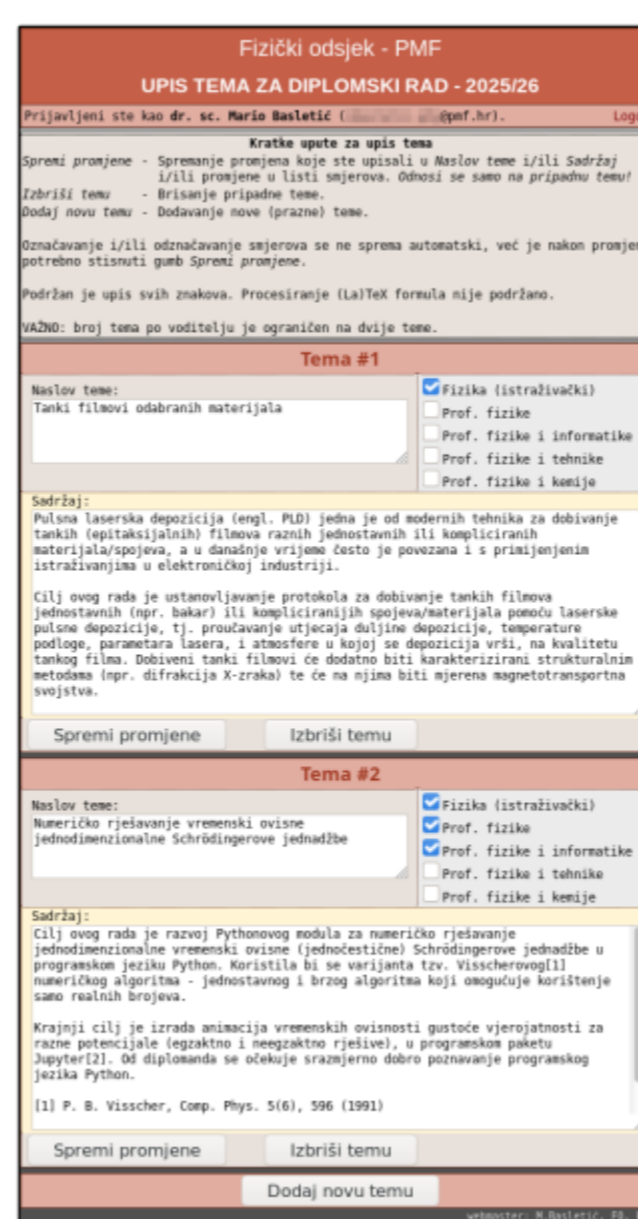 Fizički odsjek - PMF
UPIS TEMA ZA DIPLOMSKI RAD - 2025/26
Prijavljeni ste kao dr. sc. Mario Basletić ( @pmf.hr). Logo
Kratke upute za upis tema
Spremi promjene - Spremanje promjena koje ste upisali u Naslov teme i/ili Sadržaj
i/ili promjene u listi smjerova. Odnosi se samo na pripadnu temu!
Izbriši temu - Brisanje pripadne teme.
Dodaj novu temu - Dodavanje nove (prazne) teme.
Označavanje i/ili odznačavanje smjerova se ne sprema automatski, već je nakon promjen
potrebno stisnuti gumb Spremi promjene.
Podržan je upis svih znakova. Procesiranje (La)TeX formula nije podržano.
VAŽNO: broj tema po voditelju je ograničen na dvije teme.
Tema #1
Naslov teme:
Tanki filmovi odabranih materijala
Fizika (istraživački)
Prof. fizike
Prof. fizike i informatike
Prof. fizike i tehnike
Prof. fizike i kemije
Sadržaj:
Pulsna laserska depozicija (engl. PLD) jedna je od modernih tehnika za dobivanje
tankih (epitaksijalnih) filmova raznih jednostavnih ili kompliciranih
materijala/spojeva, a u današnje vrijeme često je povezana i s primijenjenim
istraživanjima u elektroničkoj industriji.
Cilj ovog rada je ustanovljavanje protokola za dobivanje tankih filmova
jednostavnih (npr. bakar) ili kompliciranijih spojeva/materijala pomoću laserske
pulsne depozicije, tj. proučavanje utjecaja duljine depozicije, temperature
podloge, parametara lasera, i atmosfere u kojoj se depozicija vrši, na kvalitetu
tankog filma. Dobiveni tanki filmovi će dodatno biti karakterizirani strukturalnim
metodama (npr. difrakcija X-zraka) te će na njima biti mjerena magnetotransportna
svojstva.
Spremi promjene Izbriši temu
Tema #2
Naslov teme:
Numeričko rješavanje vremenski ovisne
jednodimenzionalne Schrödingerove jednadžbe
Fizika (istraživački)
Prof. fizike
Prof. fizike i informatike
Prof. fizike i tehnike
Prof. fizike i kemije
Sadržaj:
Cilj ovog rada je razvoj Pythonovog modula za numeričko rješavanje
jednodimenzionalne vremenski ovisne (jednočestične) Schrödingerove jednadžbe u
programskom jeziku Python. Koristila bi se varijanta tzv. Visscherovog[1]
numeričkog algoritma - jednostavnog i brzog algoritma koji omogućuje korištenje
samo realnih brojeva.
Krajnji cilj je izrada animacija vremenskih ovisnosti gustoće vjerojatnosti za
razne potencijale (egzaktno i neegzaktno rješive), u programskom paketu
Jupyter[2]. Od diplomanda se očekuje srazmjerno dobro poznavanje programskog
jezika Python.
[1] P. B. Visscher, Comp. Phys. 5(6), 596 (1991)
Spremi promjene Izbriši temu
Dodaj novu temu
webmaster: M.Basletić, FO,